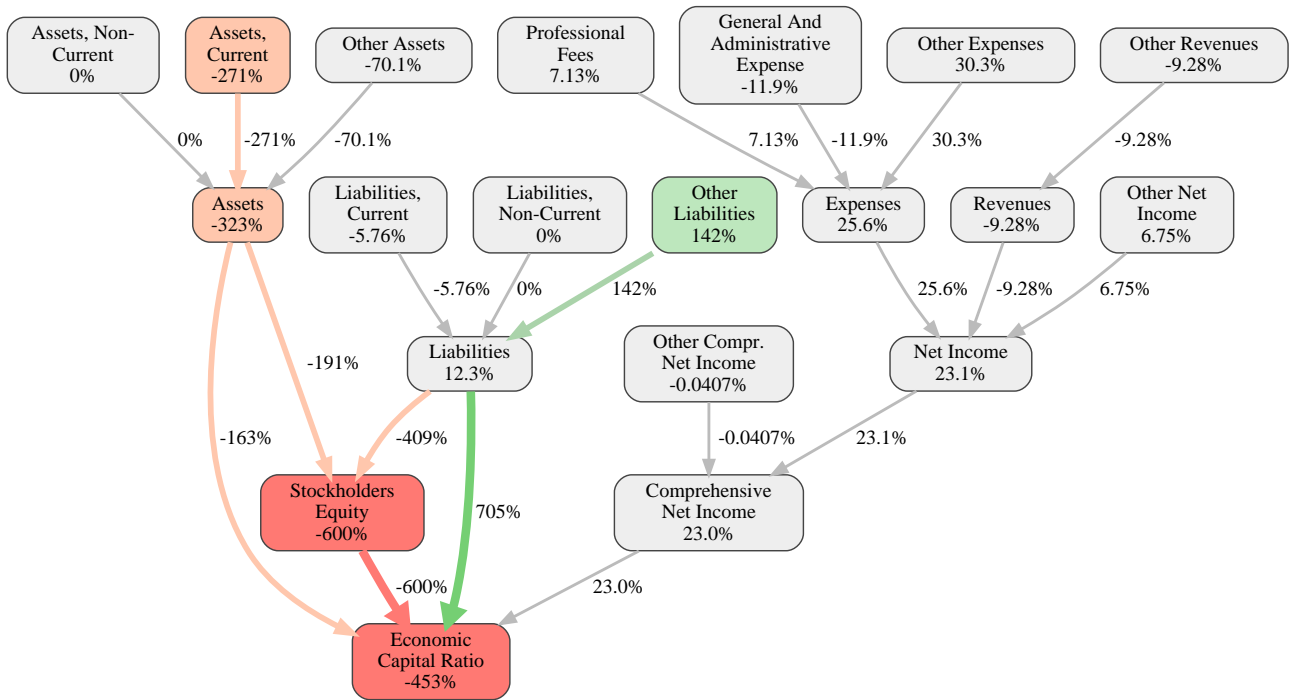 Assets, Non-
Current
0%
Assets,
Current
-271%
Other Assets
-70.1%
Professional
Fees
7.13%
General And
Administrative
Expense
-11.9%
Other Expenses
30.3%
Other Revenues
-9.28%
0%
-271%
-70.1%
7.13%
-11.9%
30.3%
-9.28%
Assets
-323%
Liabilities,
Current
-5.76%
Liabilities,
Non-Current
0%
Other
Liabilities
142%
Expenses
25.6%
Revenues
-9.28%
Other Net
Income
6.75%
-5.76%
0%
142%
25.6%
-9.28%
6.75%
Liabilities
12.3%
Other Compr.
Net Income
-0.0407%
Net Income
23.1%
-191%
-163%
-409%
-0.0407%
23.1%
Stockholders
Equity
-600%
705%
Comprehensive
Net Income
23.0%
-600%
23.0%
Economic
Capital Ratio
-453%